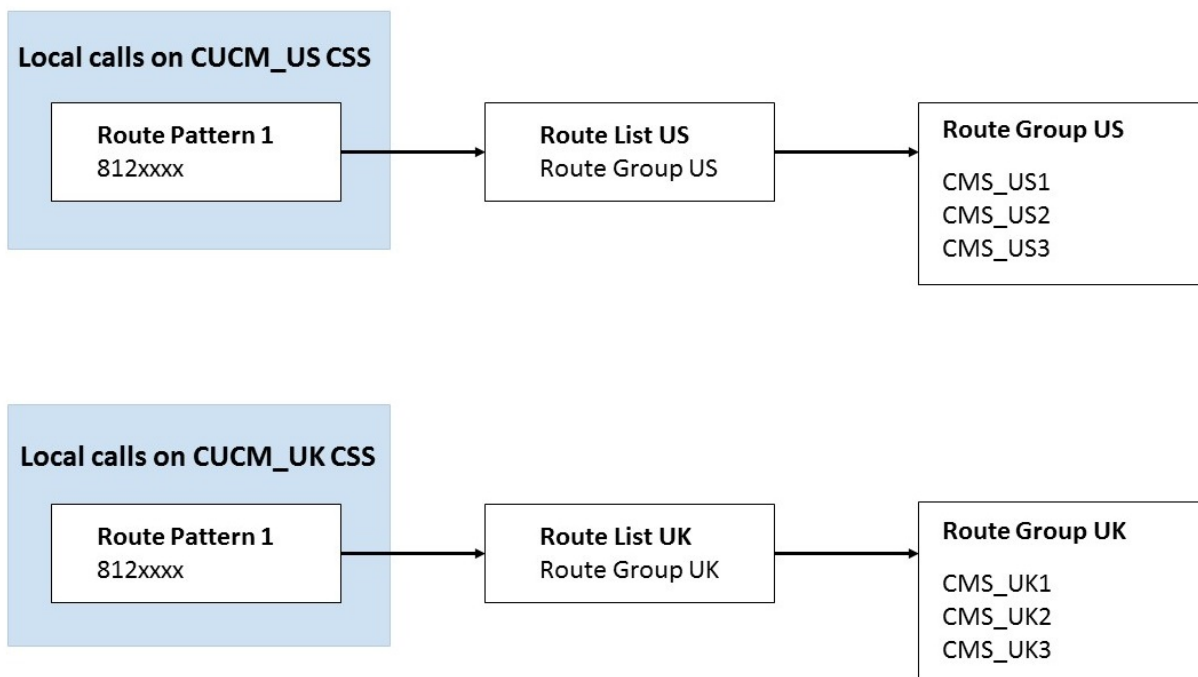 Local calls on CUCM_US CSS
Route Pattern 1
812xxxx
Route List US
Route Group US
Route Group US
CMS_US1
CMS_US2
CMS_US3
Local calls on CUCM_UK CSS
Route Pattern 1
812xxxx
Route List UK
Route Group UK
Route Group UK
CMS_UK1
CMS_UK2
CMS_UK3